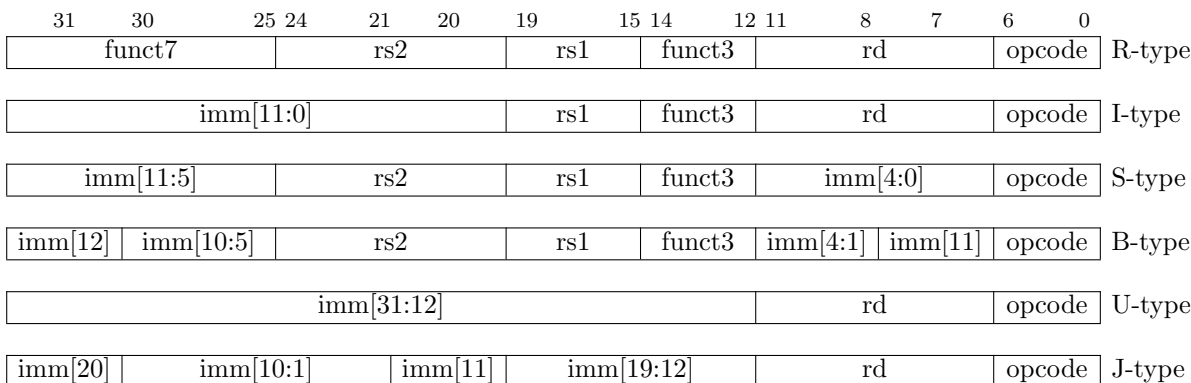 31 30 25 24 21 20 19 15 14 12 11 8 7 6 0
funct7 rs2 rs1 funct3 rd opcode R-type
imm[11:0] rs1 funct3 rd opcode I-type
imm[11:5] rs2 rs1 funct3 imm[4:0] opcode S-type
imm[12] imm[10:5] rs2 rs1 funct3 imm[4:1] imm[11] opcode B-type
imm[31:12] rd opcode U-type
imm[20] imm[10:1] imm[11] imm[19:12] rd opcode J-type